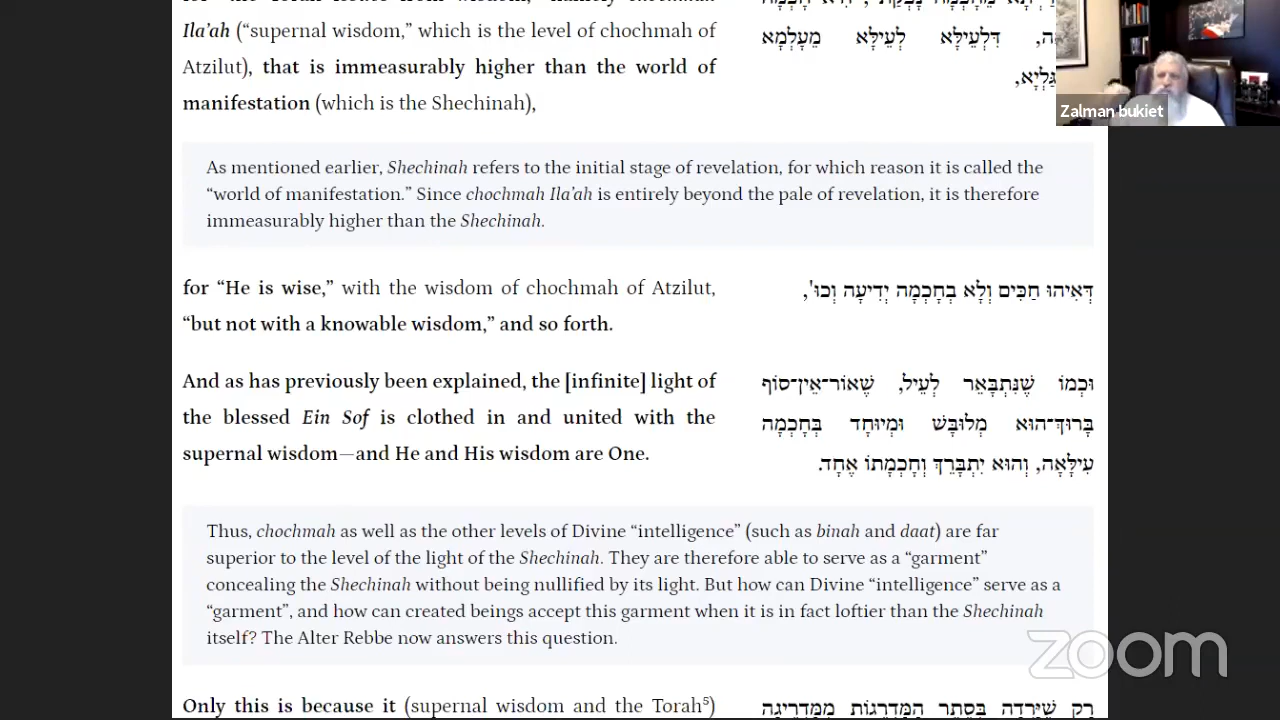 Ila'ah (“supernal wisdom,” which is the level of chochmah of
Atzilut), that is immeasurably higher than the world of
manifestation (which is the Shechinah),
דִּלְעֵילָּא לְעֵילָּא מֵעָלְמָא
As mentioned earlier, Shechinah refers to the initial stage of revelation, for which reason it is called the
“world of manifestation.” Since chochmah Ila'ah is entirely beyond the pale of revelation, it is therefore
immeasurably higher than the Shechinah.
for “He is wise,” with the wisdom of chochmah of Atzilut,
“but not with a knowable wisdom,” and so forth.
דְּאִיהוּ חַכִּים וְלָא בְּחָכְמָה יְדִיעָה וְכוּ',
And as has previously been explained, the [infinite] light of
the blessed Ein Sof is clothed in and united with the
supernal wisdom—and He and His wisdom are One.
וּכְמוֹ שֶׁנִּתְבָּאֵר לְעֵיל, שֶׁאוֹר־אֵין־סוֹף
בָּרוּךְ־הוּא מְלוּבָּשׁ וּמְיוּחָד בְּחָכְמָה
עִילָּאָה, וְהוּא יִתְבָּרֵךְ וְחָכְמָתוֹ אֶחָד.
Thus, chochmah as well as the other levels of Divine “intelligence” (such as binah and daat) are far
superior to the level of the light of the Shechinah. They are therefore able to serve as a “garment”
concealing the Shechinah without being nullified by its light. But how can Divine “intelligence” serve as a
“garment”, and how can created beings accept this garment when it is in fact loftier than the Shechinah
itself? The Alter Rebbe now answers this question.
Only this is because it (supernal wisdom and the Torah⁵)
רַק שֶׁיָּרְדָה בְּסֵתֶר הַמַּדְרֵגוֹת מִמַּדְרֵיגָה
Zalman bukiet
zoom